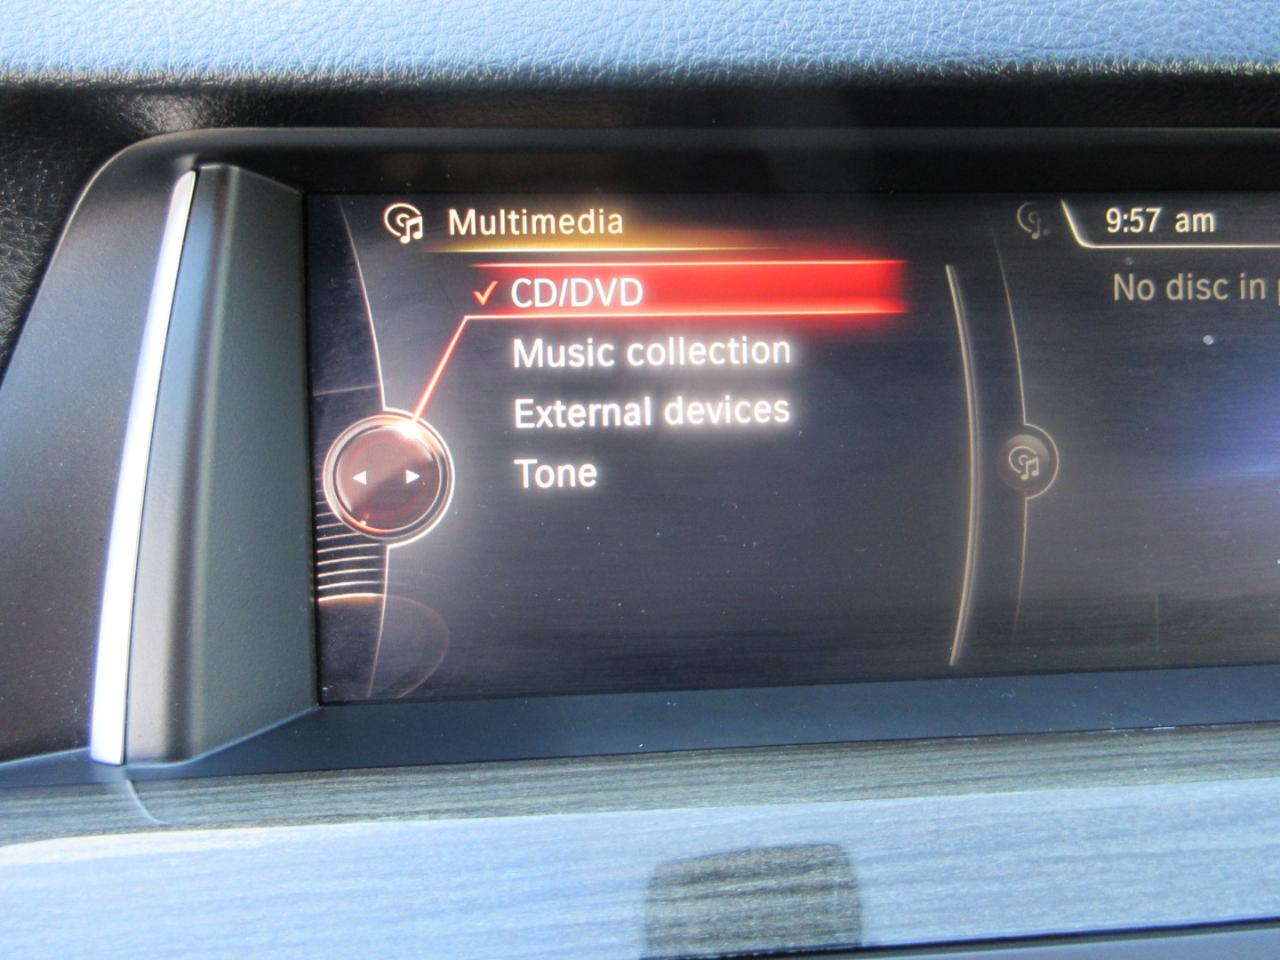 Multimedia
9:57 am
CD/DVD
No disc in
Music collection
External devices
Tone